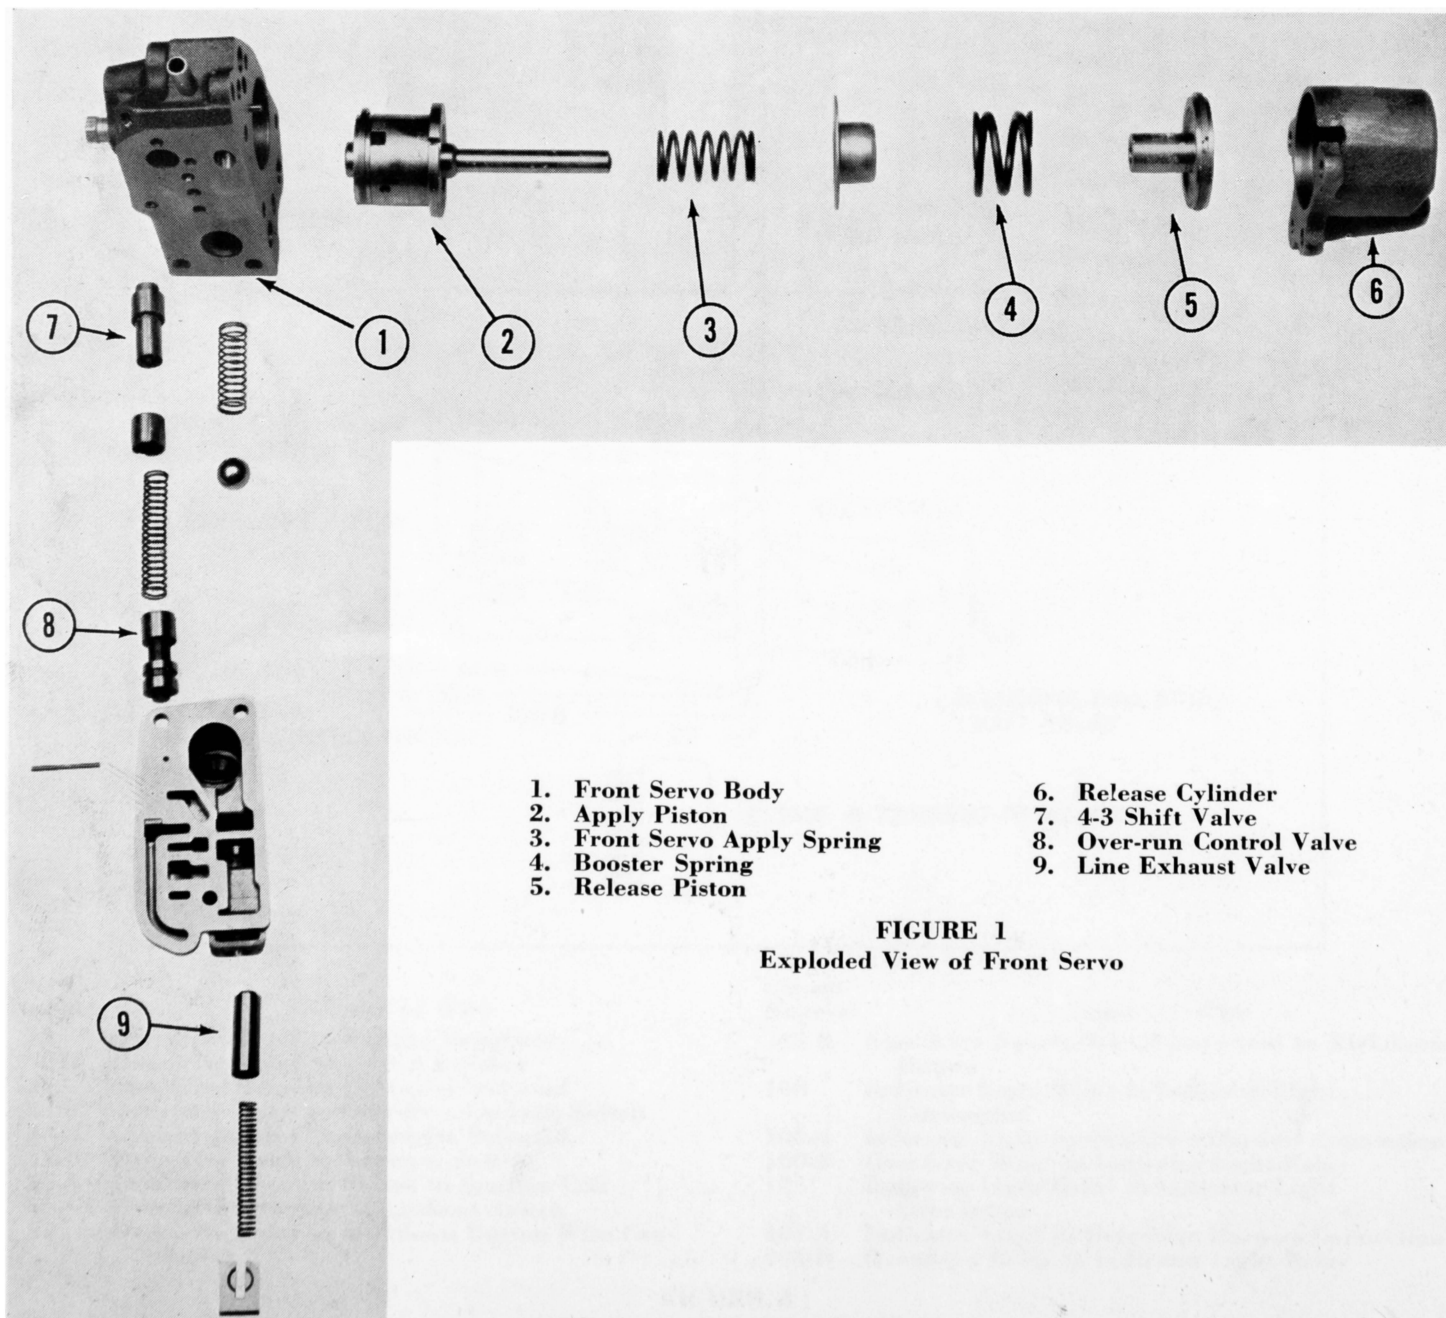 1
2
3
4
5
6
7
8
9
1. Front Servo Body
2. Apply Piston
3. Front Servo Apply Spring
4. Booster Spring
5. Release Piston
6. Release Cylinder
7. 4-3 Shift Valve
8. Over-run Control Valve
9. Line Exhaust Valve
FIGURE 1
Exploded View of Front Servo